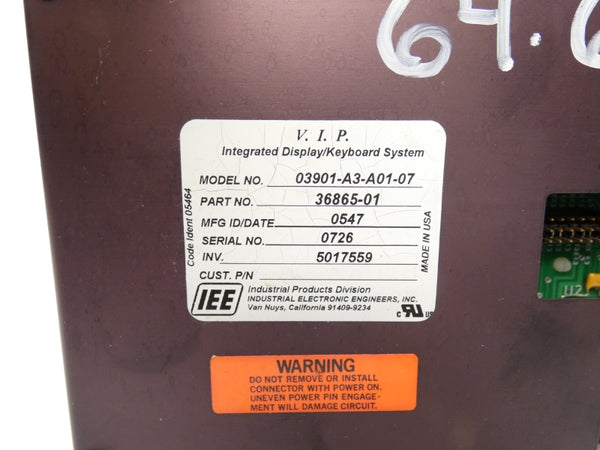 64.
V. I. P.
Integrated Display/Keyboard System
MODEL NO. 03901-A3-A01-07
PART NO. 36865-01
MFG ID/DATE 0547
SERIAL NO. 0726
INV. 5017559
CUST. P/N
Code Ident 05464
MADE IN USA
IEE
Industrial Products Division
INDUSTRIAL ELECTRONIC ENGINEERS, INC.
Van Nuys, California 91409-9234
c UR us
U2
WARNING
DO NOT REMOVE OR INSTALL
CONNECTOR WITH POWER ON.
UNEVEN POWER PIN ENGAGE-
MENT WILL DAMAGE CIRCUIT.